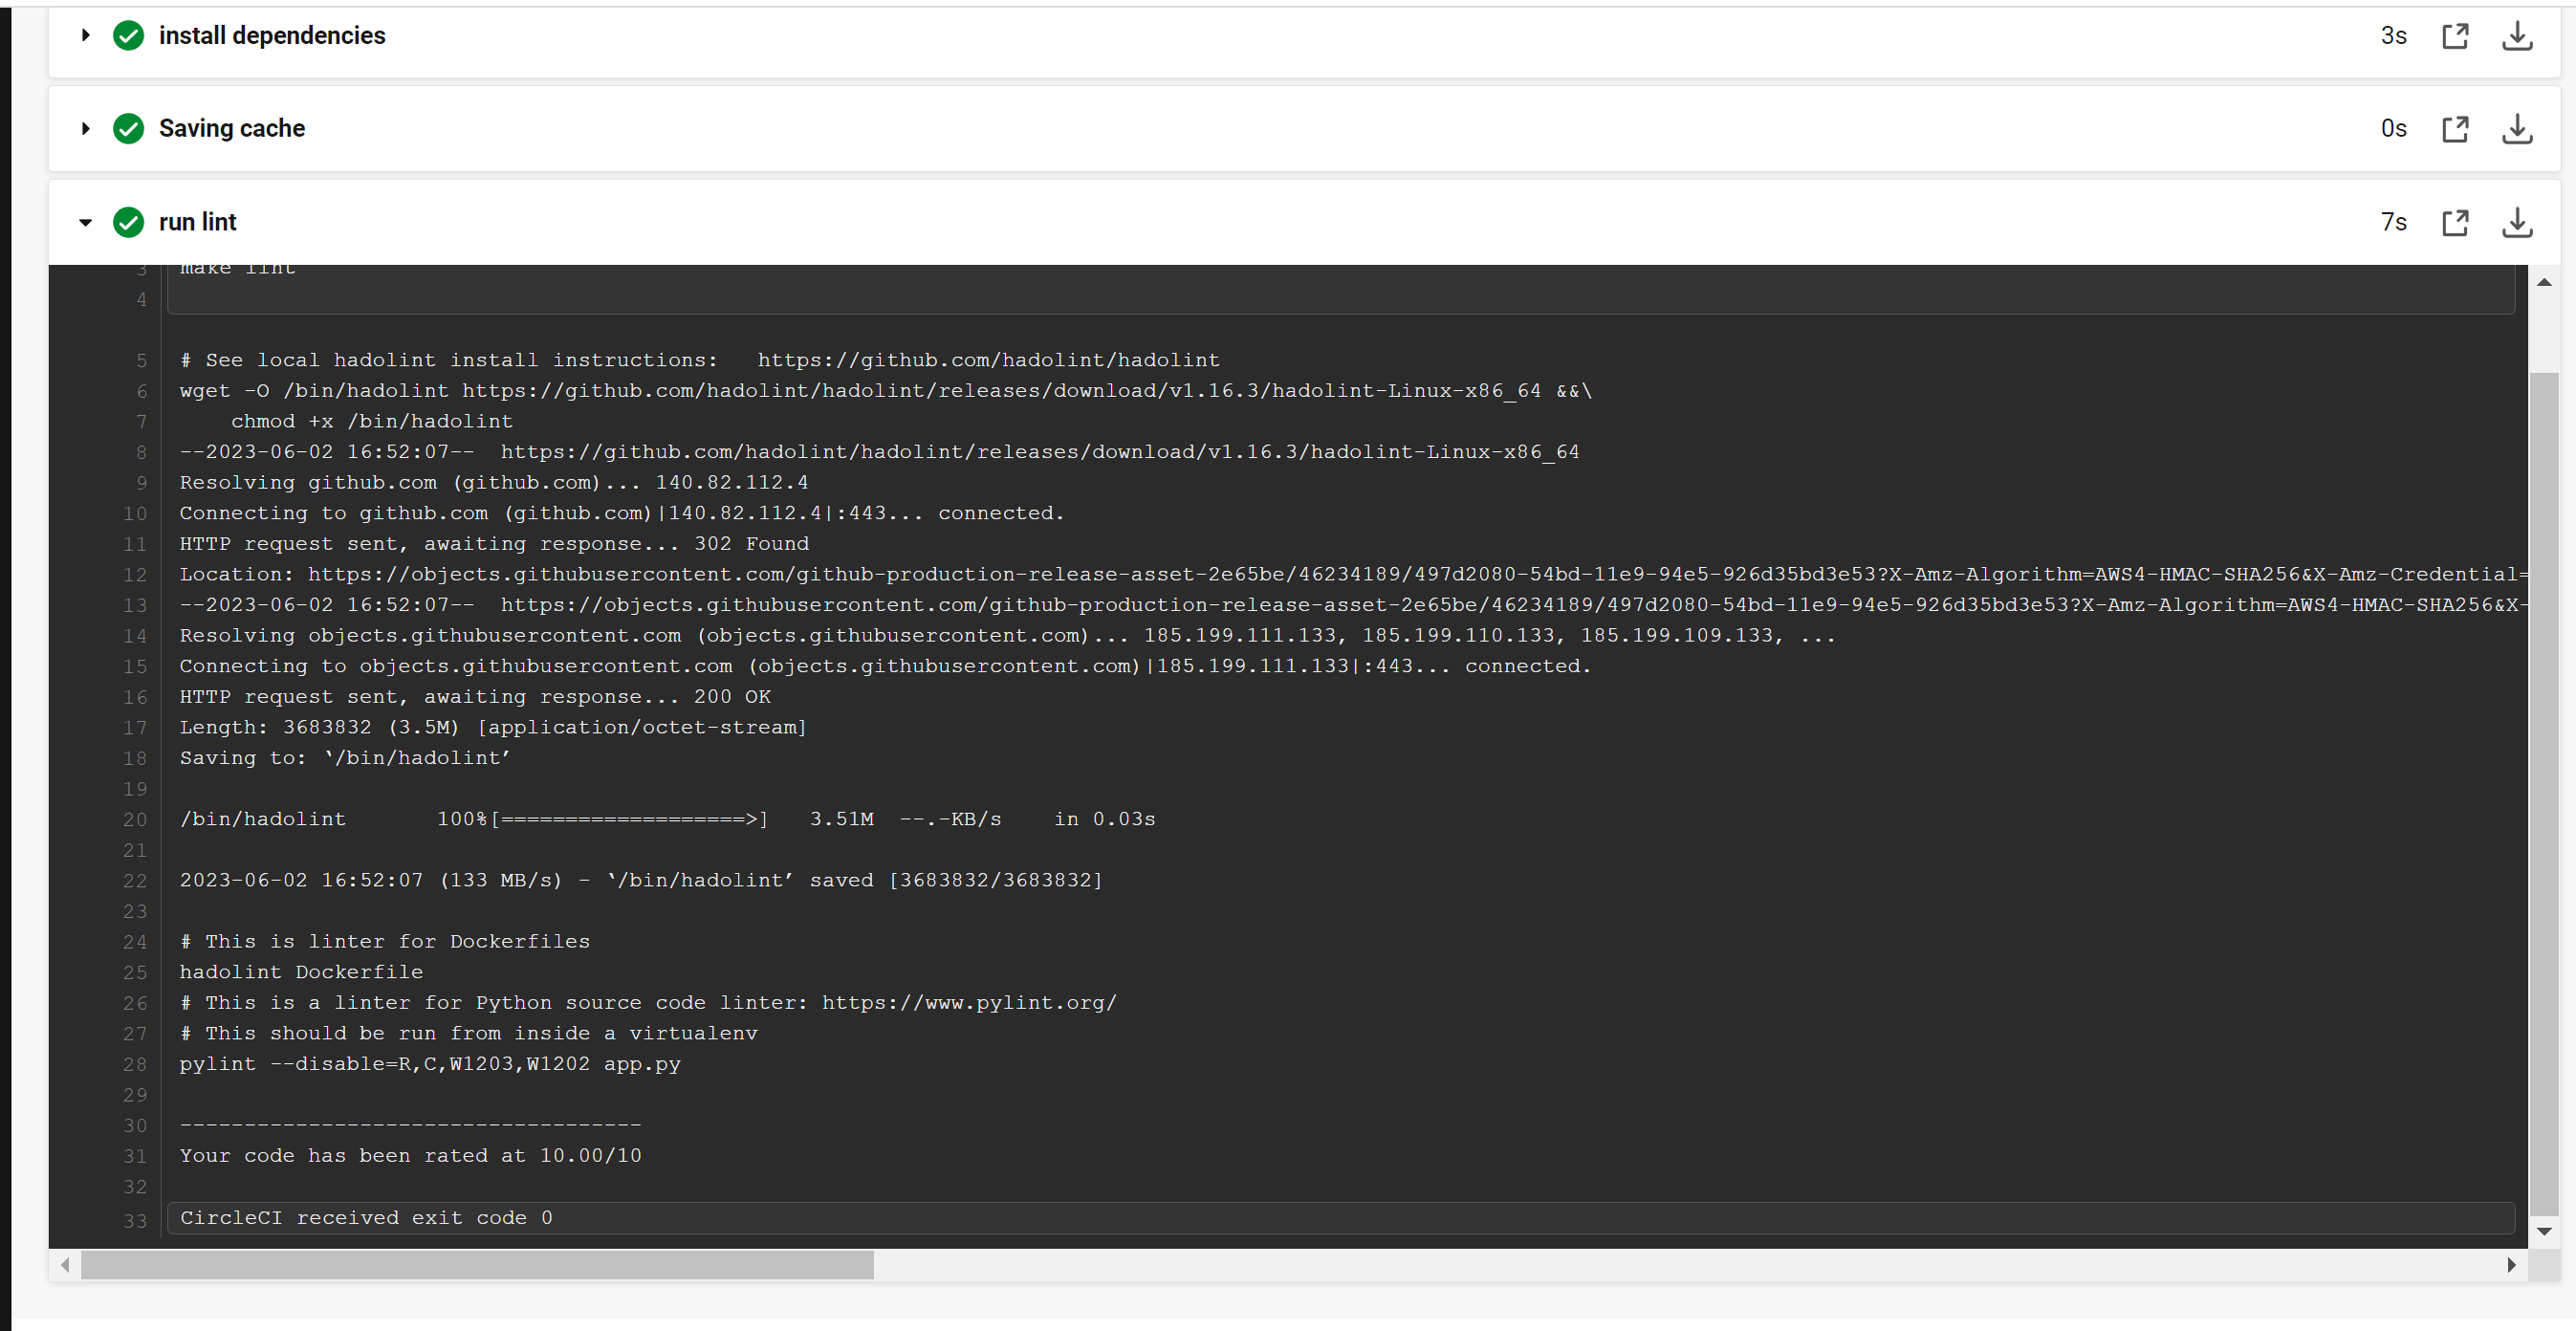 install dependencies 3s
Saving cache 0s
run lint 7s
3 make lint
4
5 # See local hadolint install instructions:   https://github.com/hadolint/hadolint
6 wget -O /bin/hadolint https://github.com/hadolint/hadolint/releases/download/v1.16.3/hadolint-Linux-x86_64 &&\
7     chmod +x /bin/hadolint
8 --2023-06-02 16:52:07--  https://github.com/hadolint/hadolint/releases/download/v1.16.3/hadolint-Linux-x86_64
9 Resolving github.com (github.com)... 140.82.112.4
10 Connecting to github.com (github.com)|140.82.112.4|:443... connected.
11 HTTP request sent, awaiting response... 302 Found
12 Location: https://objects.githubusercontent.com/github-production-release-asset-2e65be/46234189/497d2080-54bd-11e9-94e5-926d35bd3e53?X-Amz-Algorithm=AWS4-HMAC-SHA256&X-Amz-Credential=
13 --2023-06-02 16:52:07--  https://objects.githubusercontent.com/github-production-release-asset-2e65be/46234189/497d2080-54bd-11e9-94e5-926d35bd3e53?X-Amz-Algorithm=AWS4-HMAC-SHA256&X-
14 Resolving objects.githubusercontent.com (objects.githubusercontent.com)... 185.199.111.133, 185.199.110.133, 185.199.109.133, ...
15 Connecting to objects.githubusercontent.com (objects.githubusercontent.com)|185.199.111.133|:443... connected.
16 HTTP request sent, awaiting response... 200 OK
17 Length: 3683832 (3.5M) [application/octet-stream]
18 Saving to: ‘/bin/hadolint’
19
20 /bin/hadolint       100%[===================>]   3.51M  --.-KB/s    in 0.03s
21
22 2023-06-02 16:52:07 (133 MB/s) - ‘/bin/hadolint’ saved [3683832/3683832]
23
24 # This is linter for Dockerfiles
25 hadolint Dockerfile
26 # This is a linter for Python source code linter: https://www.pylint.org/
27 # This should be run from inside a virtualenv
28 pylint --disable=R,C,W1203,W1202 app.py
29
30 ------------------------------------
31 Your code has been rated at 10.00/10
32
33 CircleCI received exit code 0